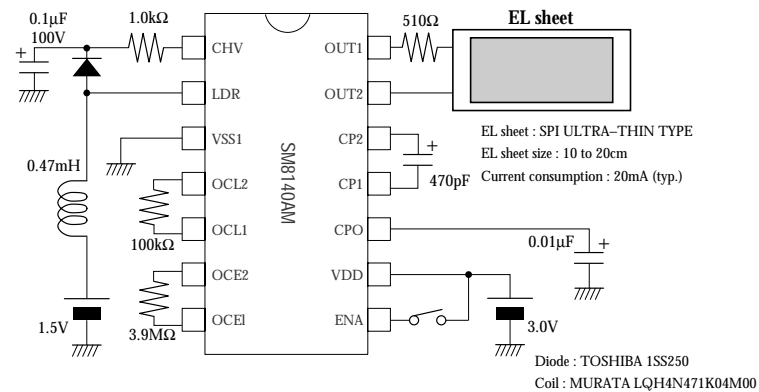 0.1μF
100V
+
1.0kΩ
510Ω
EL sheet
CHV
OUT1
LDR
OUT2
VSS1
CP2
+
EL sheet : SPI ULTRA–THIN TYPE
EL sheet size : 10 to 20cm
Current consumption : 20mA (typ.)
0.47mH
SM8140AM
OCL2
CP1
470pF
OCL1
CPO
100kΩ
0.01μF
+
OCE2
VDD
OCEl
ENA
1.5V
3.9MΩ
3.0V
Diode : TOSHIBA 1SS250
Coil : MURATA LQH4N471K04M00